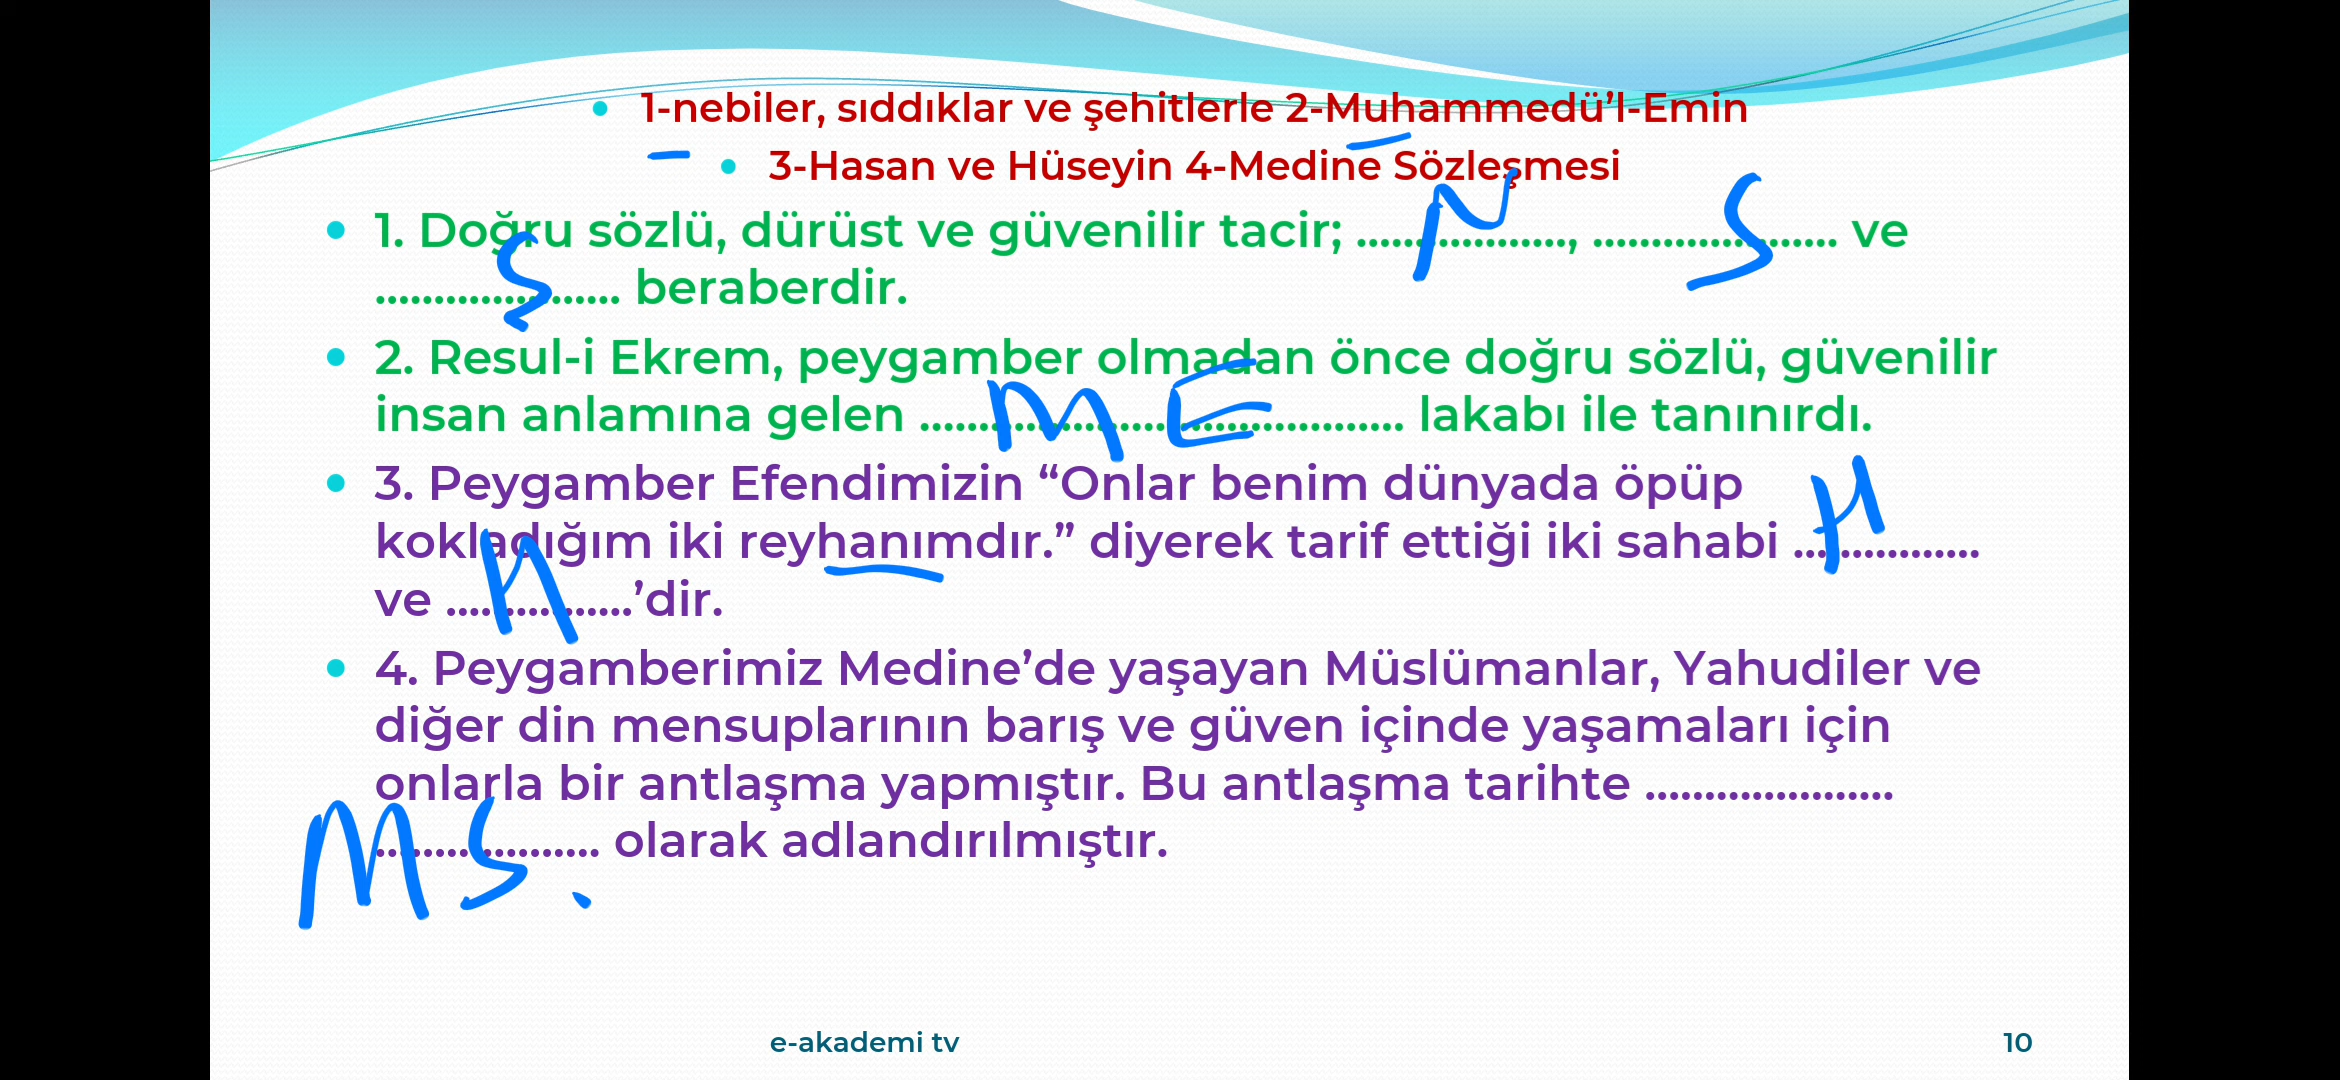 1-nebiler, sıddıklar ve şehitlerle 2-Muhammedü’l-Emin
3-Hasan ve Hüseyin 4-Medine Sözleşmesi
1. Doğru sözlü, dürüst ve güvenilir tacir; .................., ..................... ve
N S
..................... beraberdir.
Ş
2. Resul-i Ekrem, peygamber olmadan önce doğru sözlü, güvenilir
insan anlamına gelen ......................................... lakabı ile tanınırdı.
M E
3. Peygamber Efendimizin “Onlar benim dünyada öpüp
kokladığım iki reyhanımdır.” diyerek tarif ettiği iki sahabi ................
H
ve ................’dir.
H
4. Peygamberimiz Medine’de yaşayan Müslümanlar, Yahudiler ve
diğer din mensuplarının barış ve güven içinde yaşamaları için
onlarla bir antlaşma yapmıştır. Bu antlaşma tarihte .....................
................... olarak adlandırılmıştır.
M S.
e-akademi tv 10